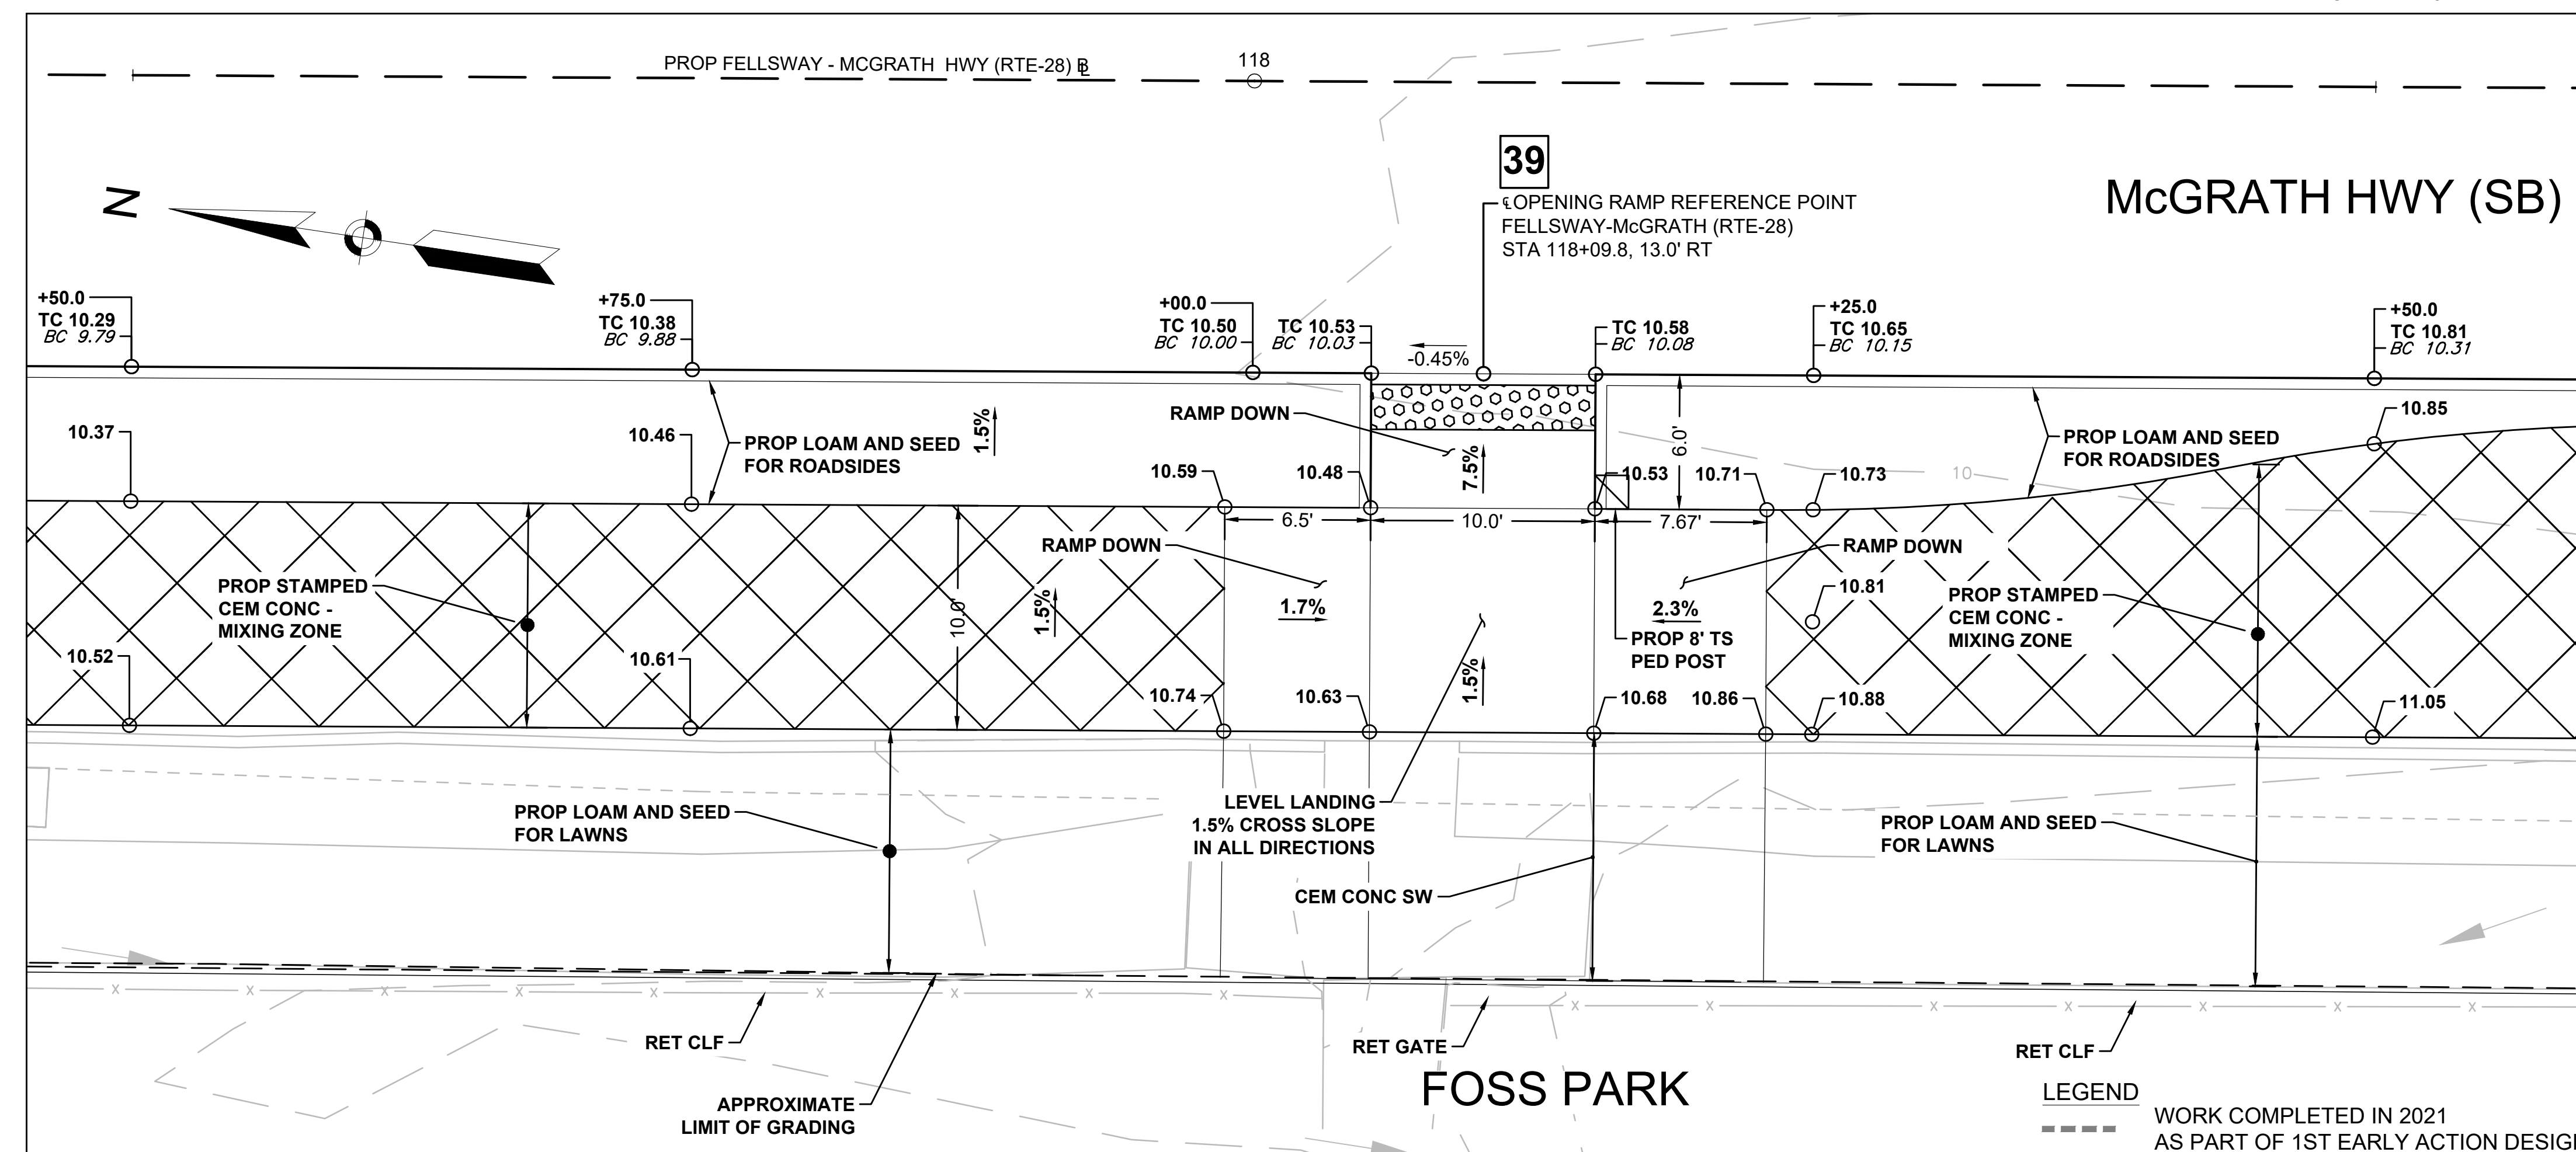 PROP FELLSWAY - MCGRATH HWY (RTE-28) BL
118
N
39
McGRATH HWY (SB)
CL OPENING RAMP REFERENCE POINT
FELLSWAY-McGRATH (RTE-28)
STA 118+09.8, 13.0' RT
+50.0
TC 10.29
BC 9.79
+75.0
TC 10.38
BC 9.88
+00.0
TC 10.50
BC 10.00
TC 10.53
BC 10.03
-0.45%
TC 10.58
BC 10.08
+25.0
TC 10.65
BC 10.15
+50.0
TC 10.81
BC 10.31
10.37
10.46
PROP LOAM AND SEED
FOR ROADSIDES
1.5%
RAMP DOWN
10.59
10.48
7.5%
6.0'
10.53
10.71
10.73
10
PROP LOAM AND SEED
FOR ROADSIDES
10.85
6.5'
10.0'
7.67'
RAMP DOWN
RAMP DOWN
PROP STAMPED
CEM CONC -
MIXING ZONE
10.0'
1.5%
1.7%
2.3%
10.81
PROP STAMPED
CEM CONC -
MIXING ZONE
PROP 8' TS
PED POST
10.52
10.61
10.74
10.63
1.5%
10.68
10.86
10.88
11.05
PROP LOAM AND SEED
FOR LAWNS
LEVEL LANDING
1.5% CROSS SLOPE
IN ALL DIRECTIONS
PROP LOAM AND SEED
FOR LAWNS
CEM CONC SW
X X X X X X X X X X X X X X X X
RET CLF
RET GATE
RET CLF
FOSS PARK
APPROXIMATE
LIMIT OF GRADING
LEGEND
WORK COMPLETED IN 2021
AS PART OF 1ST EARLY ACTION